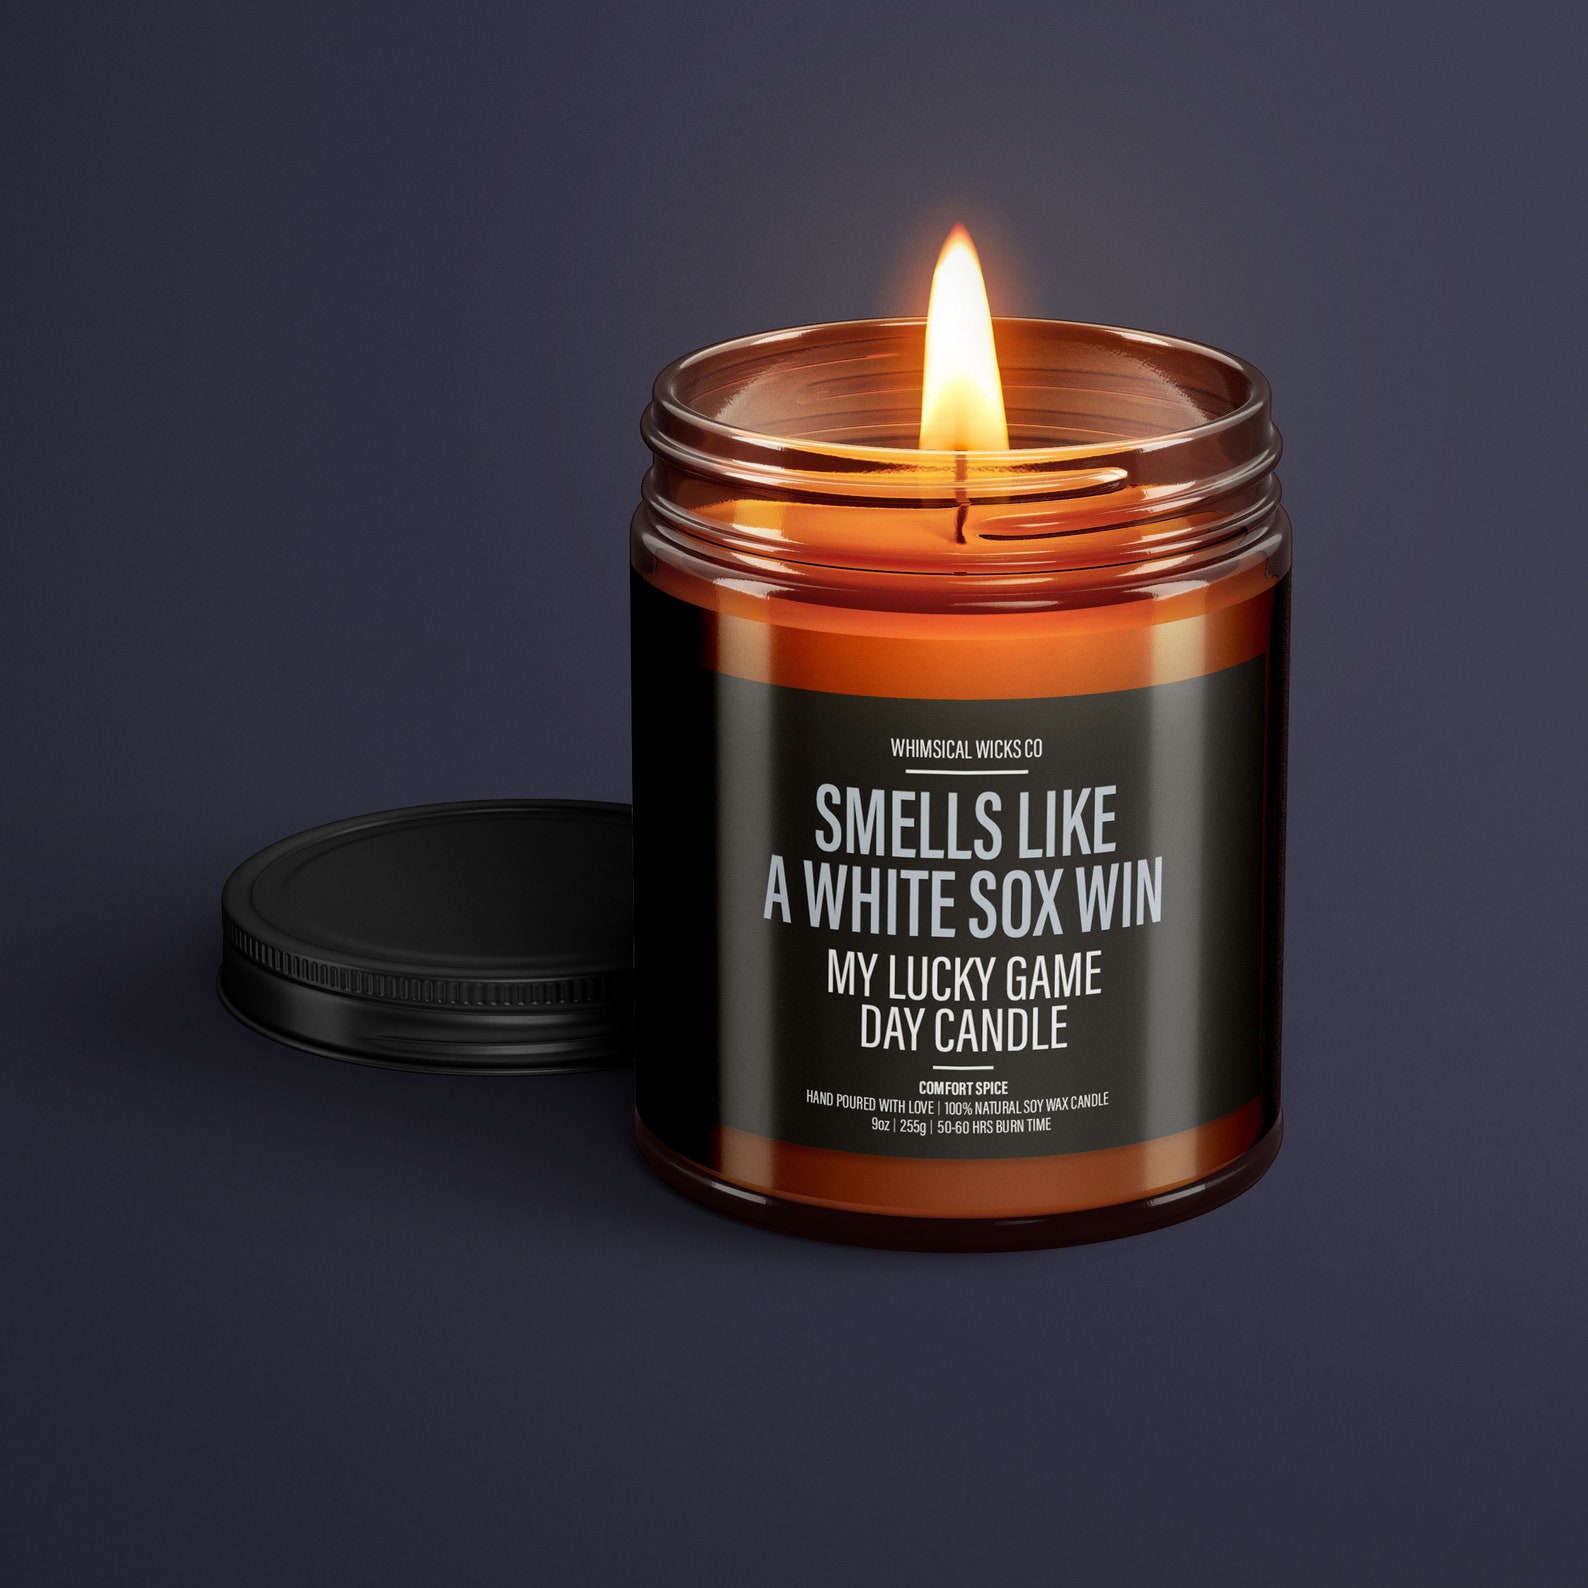 WHIMSICAL WICKS CO
SMELLS LIKE
A WHITE SOX WIN
MY LUCKY GAME
DAY CANDLE
COMFORT SPICE
HAND POURED WITH LOVE | 100% NATURAL SOY WAX CANDLE
9oz | 255g | 50-60 HRS BURN TIME